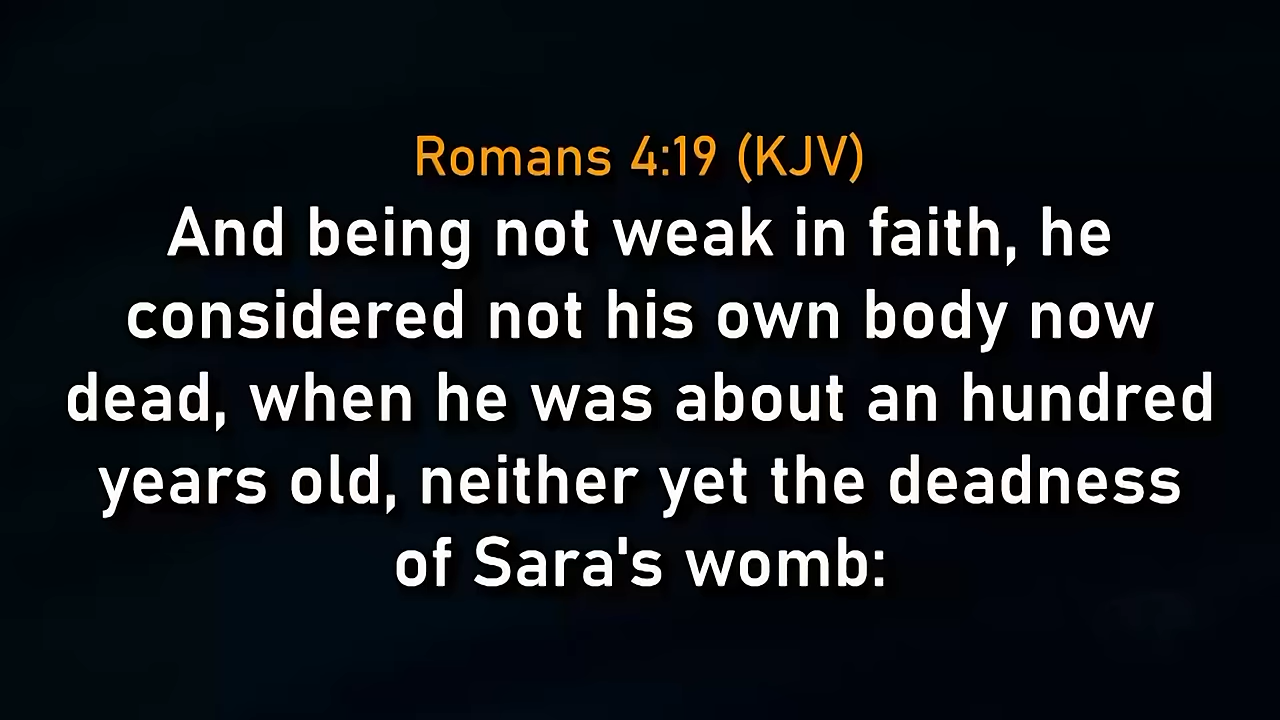 Romans 4:19 (KJV)
And being not weak in faith, he
considered not his own body now
dead, when he was about an hundred
years old, neither yet the deadness
of Sara's womb: